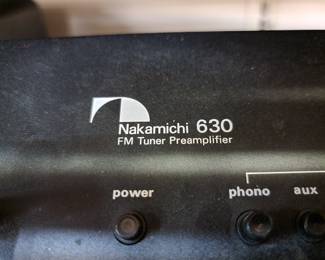 Nakamichi 630
FM Tuner Preamplifier
power phono aux